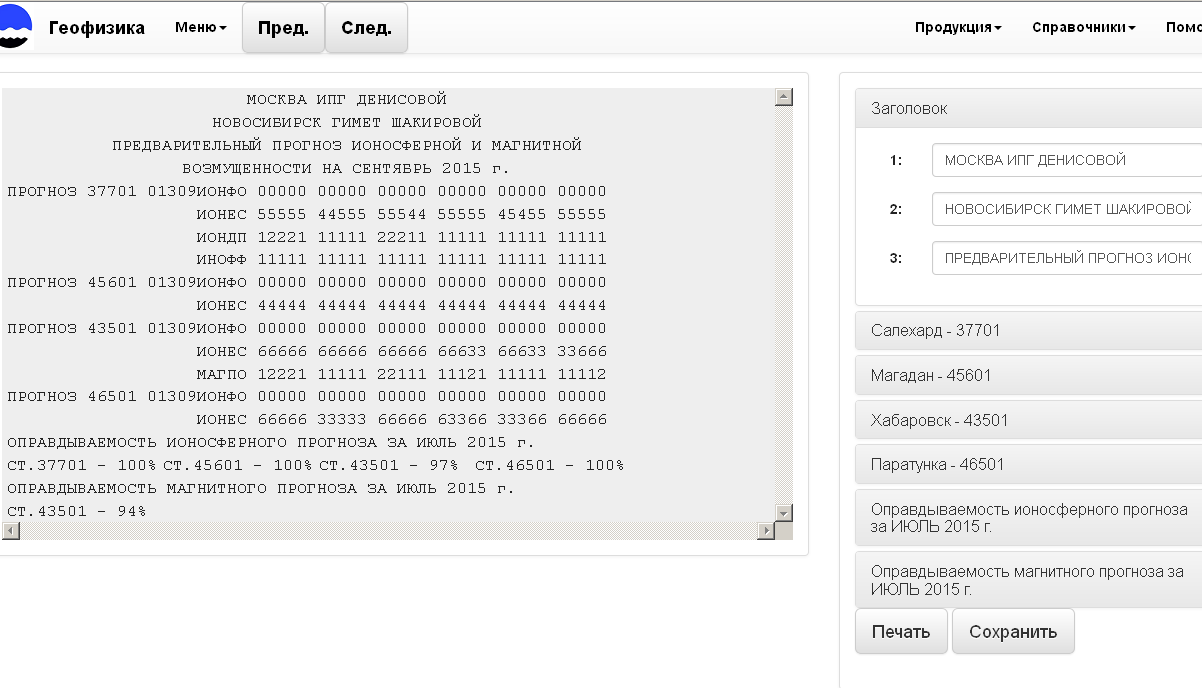 Геофизика Меню Пред. След. Продукция Справочники
МОСКВА ИПГ ДЕНИСОВОЙ
НОВОСИБИРСК ГИМЕТ ШАКИРОВОЙ
ПРЕДВАРИТЕЛЬНЫЙ ПРОГНОЗ ИОНОСФЕРНОЙ И МАГНИТНОЙ
ВОЗМУЩЕННОСТИ НА СЕНТЯБРЬ 2015 г.
ПРОГНОЗ 37701 01309ИОНФО 00000 00000 00000 00000 00000 00000
ИОНЕС 55555 44555 55544 55555 45455 55555
ИОНДП 12221 11111 22211 11111 11111 11111
ИНОФФ 11111 11111 11111 11111 11111 11111
ПРОГНОЗ 45601 01309ИОНФО 00000 00000 00000 00000 00000 00000
ИОНЕС 44444 44444 44444 44444 44444 44444
ПРОГНОЗ 43501 01309ИОНФО 00000 00000 00000 00000 00000 00000
ИОНЕС 66666 66666 66666 66633 66633 33666
МАГПО 12221 11111 22111 11121 11111 11112
ПРОГНОЗ 46501 01309ИОНФО 00000 00000 00000 00000 00000 00000
ИОНЕС 66666 33333 66666 63366 33366 66666
ОПРАВДЫВАЕМОСТЬ ИОНОСФЕРНОГО ПРОГНОЗА ЗА ИЮЛЬ 2015 г.
СТ.37701 - 100% СТ.45601 - 100% СТ.43501 - 97% СТ.46501 - 100%
ОПРАВДЫВАЕМОСТЬ МАГНИТНОГО ПРОГНОЗА ЗА ИЮЛЬ 2015 г.
СТ.43501 - 94%
Заголовок
1: МОСКВА ИПГ ДЕНИСОВОЙ
2: НОВОСИБИРСК ГИМЕТ ШАКИРОВОЙ
3: ПРЕДВАРИТЕЛЬНЫЙ ПРОГНОЗ
Салехард - 37701
Магадан - 45601
Хабаровск - 43501
Паратунка - 46501
Оправдываемость ионосферного прогноза
за ИЮЛЬ 2015 г.
Оправдываемость магнитного прогноза за
ИЮЛЬ 2015 г.
Печать Сохранить